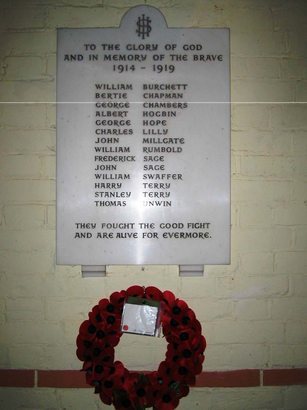 IHS
TO THE GLORY OF GOD
AND IN MEMORY OF THE BRAVE
1914 - 1919
WILLIAM BURCHETT
BERTIE CHAPMAN
GEORGE CHAMBERS
ALBERT HOGBIN
GEORGE HOPE
CHARLES LILLY
JOHN MILLGATE
WILLIAM RUMBOLD
FREDERICK SAGE
JOHN SAGE
WILLIAM SWAFFER
HARRY TERRY
STANLEY TERRY
THOMAS UNWIN
THEY FOUGHT THE GOOD FIGHT
AND ARE ALIVE FOR EVERMORE.